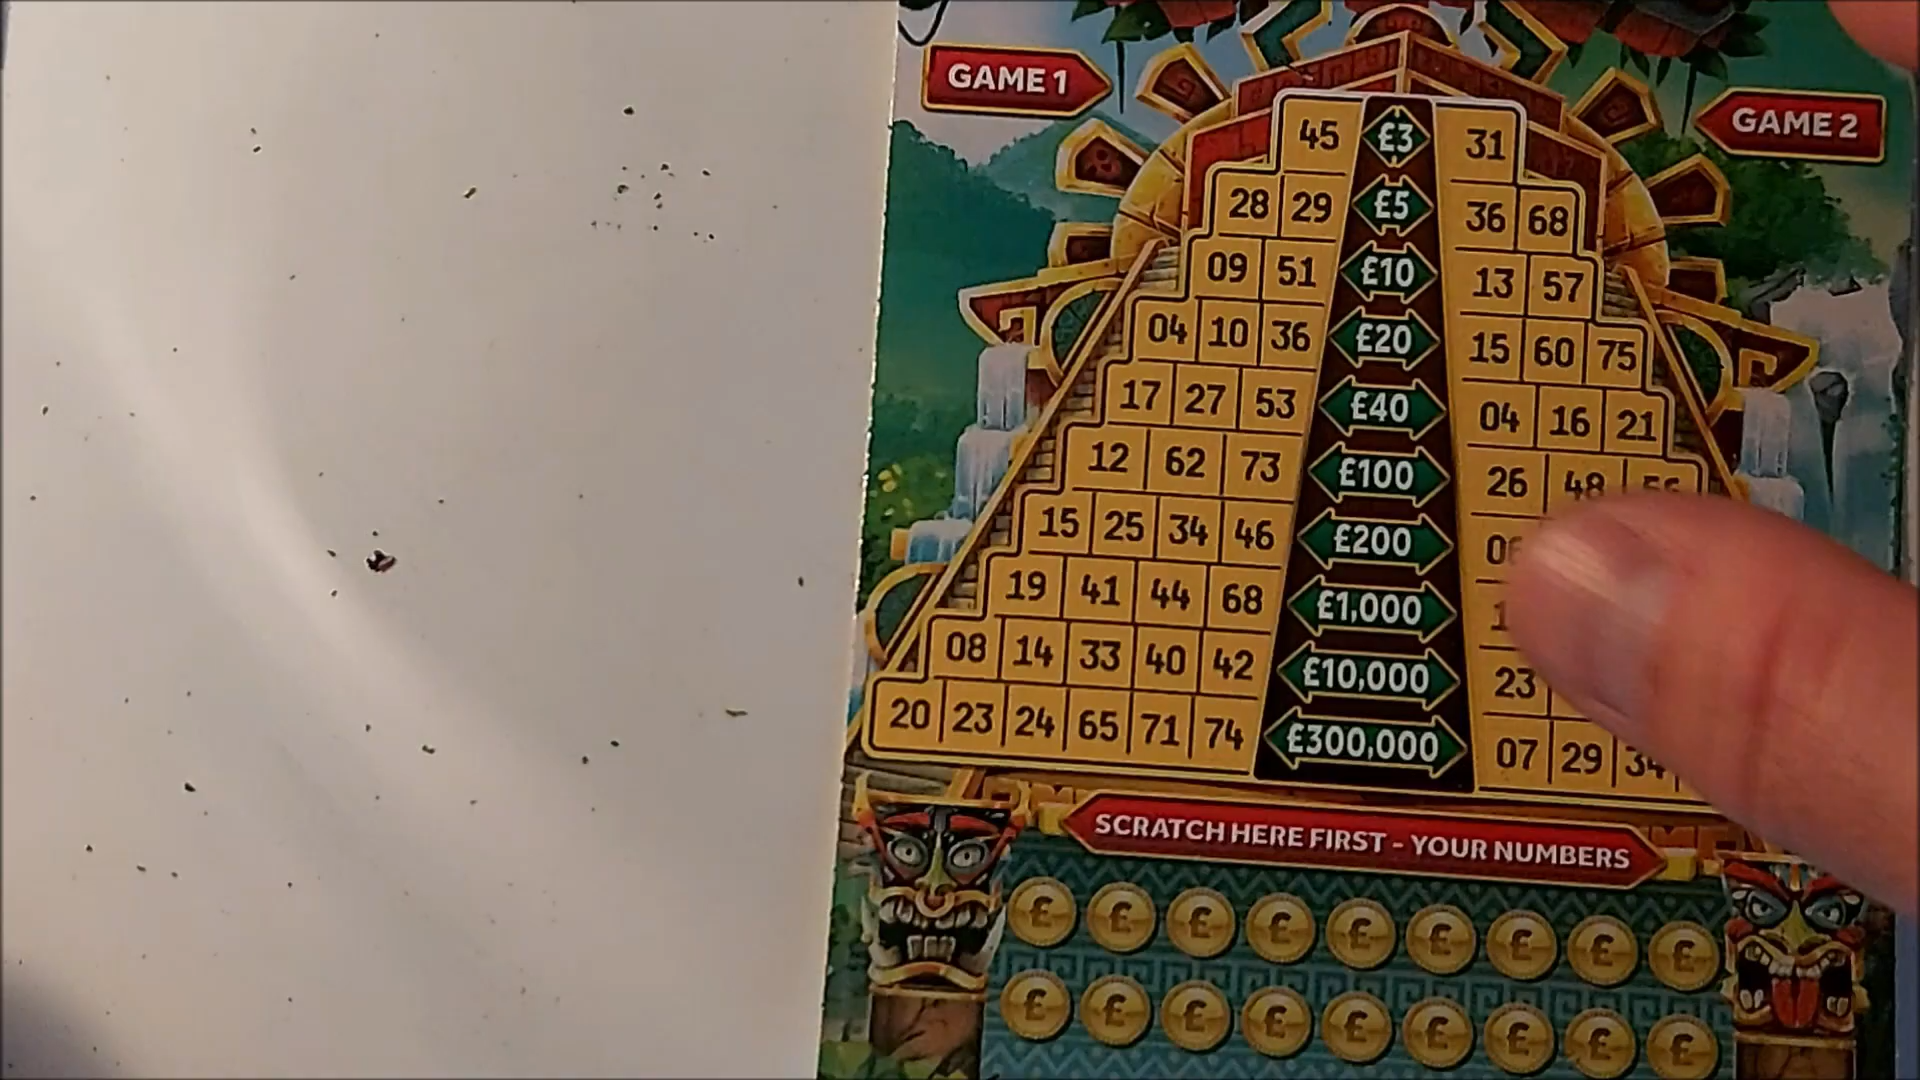 GAME 1
GAME 2
45 £3 31
28 29 £5 36 68
09 51 £10 13 57
04 10 36 £20 15 60 75
17 27 53 £40 04 16 21
12 62 73 £100 26 48
15 25 34 46 £200
19 41 44 68 £1,000
08 14 33 40 42 £10,000 23
20 23 24 65 71 74 £300,000 07 29 34
SCRATCH HERE FIRST - YOUR NUMBERS
£ £ £ £ £ £ £ £ £
£ £ £ £ £ £ £ £ £